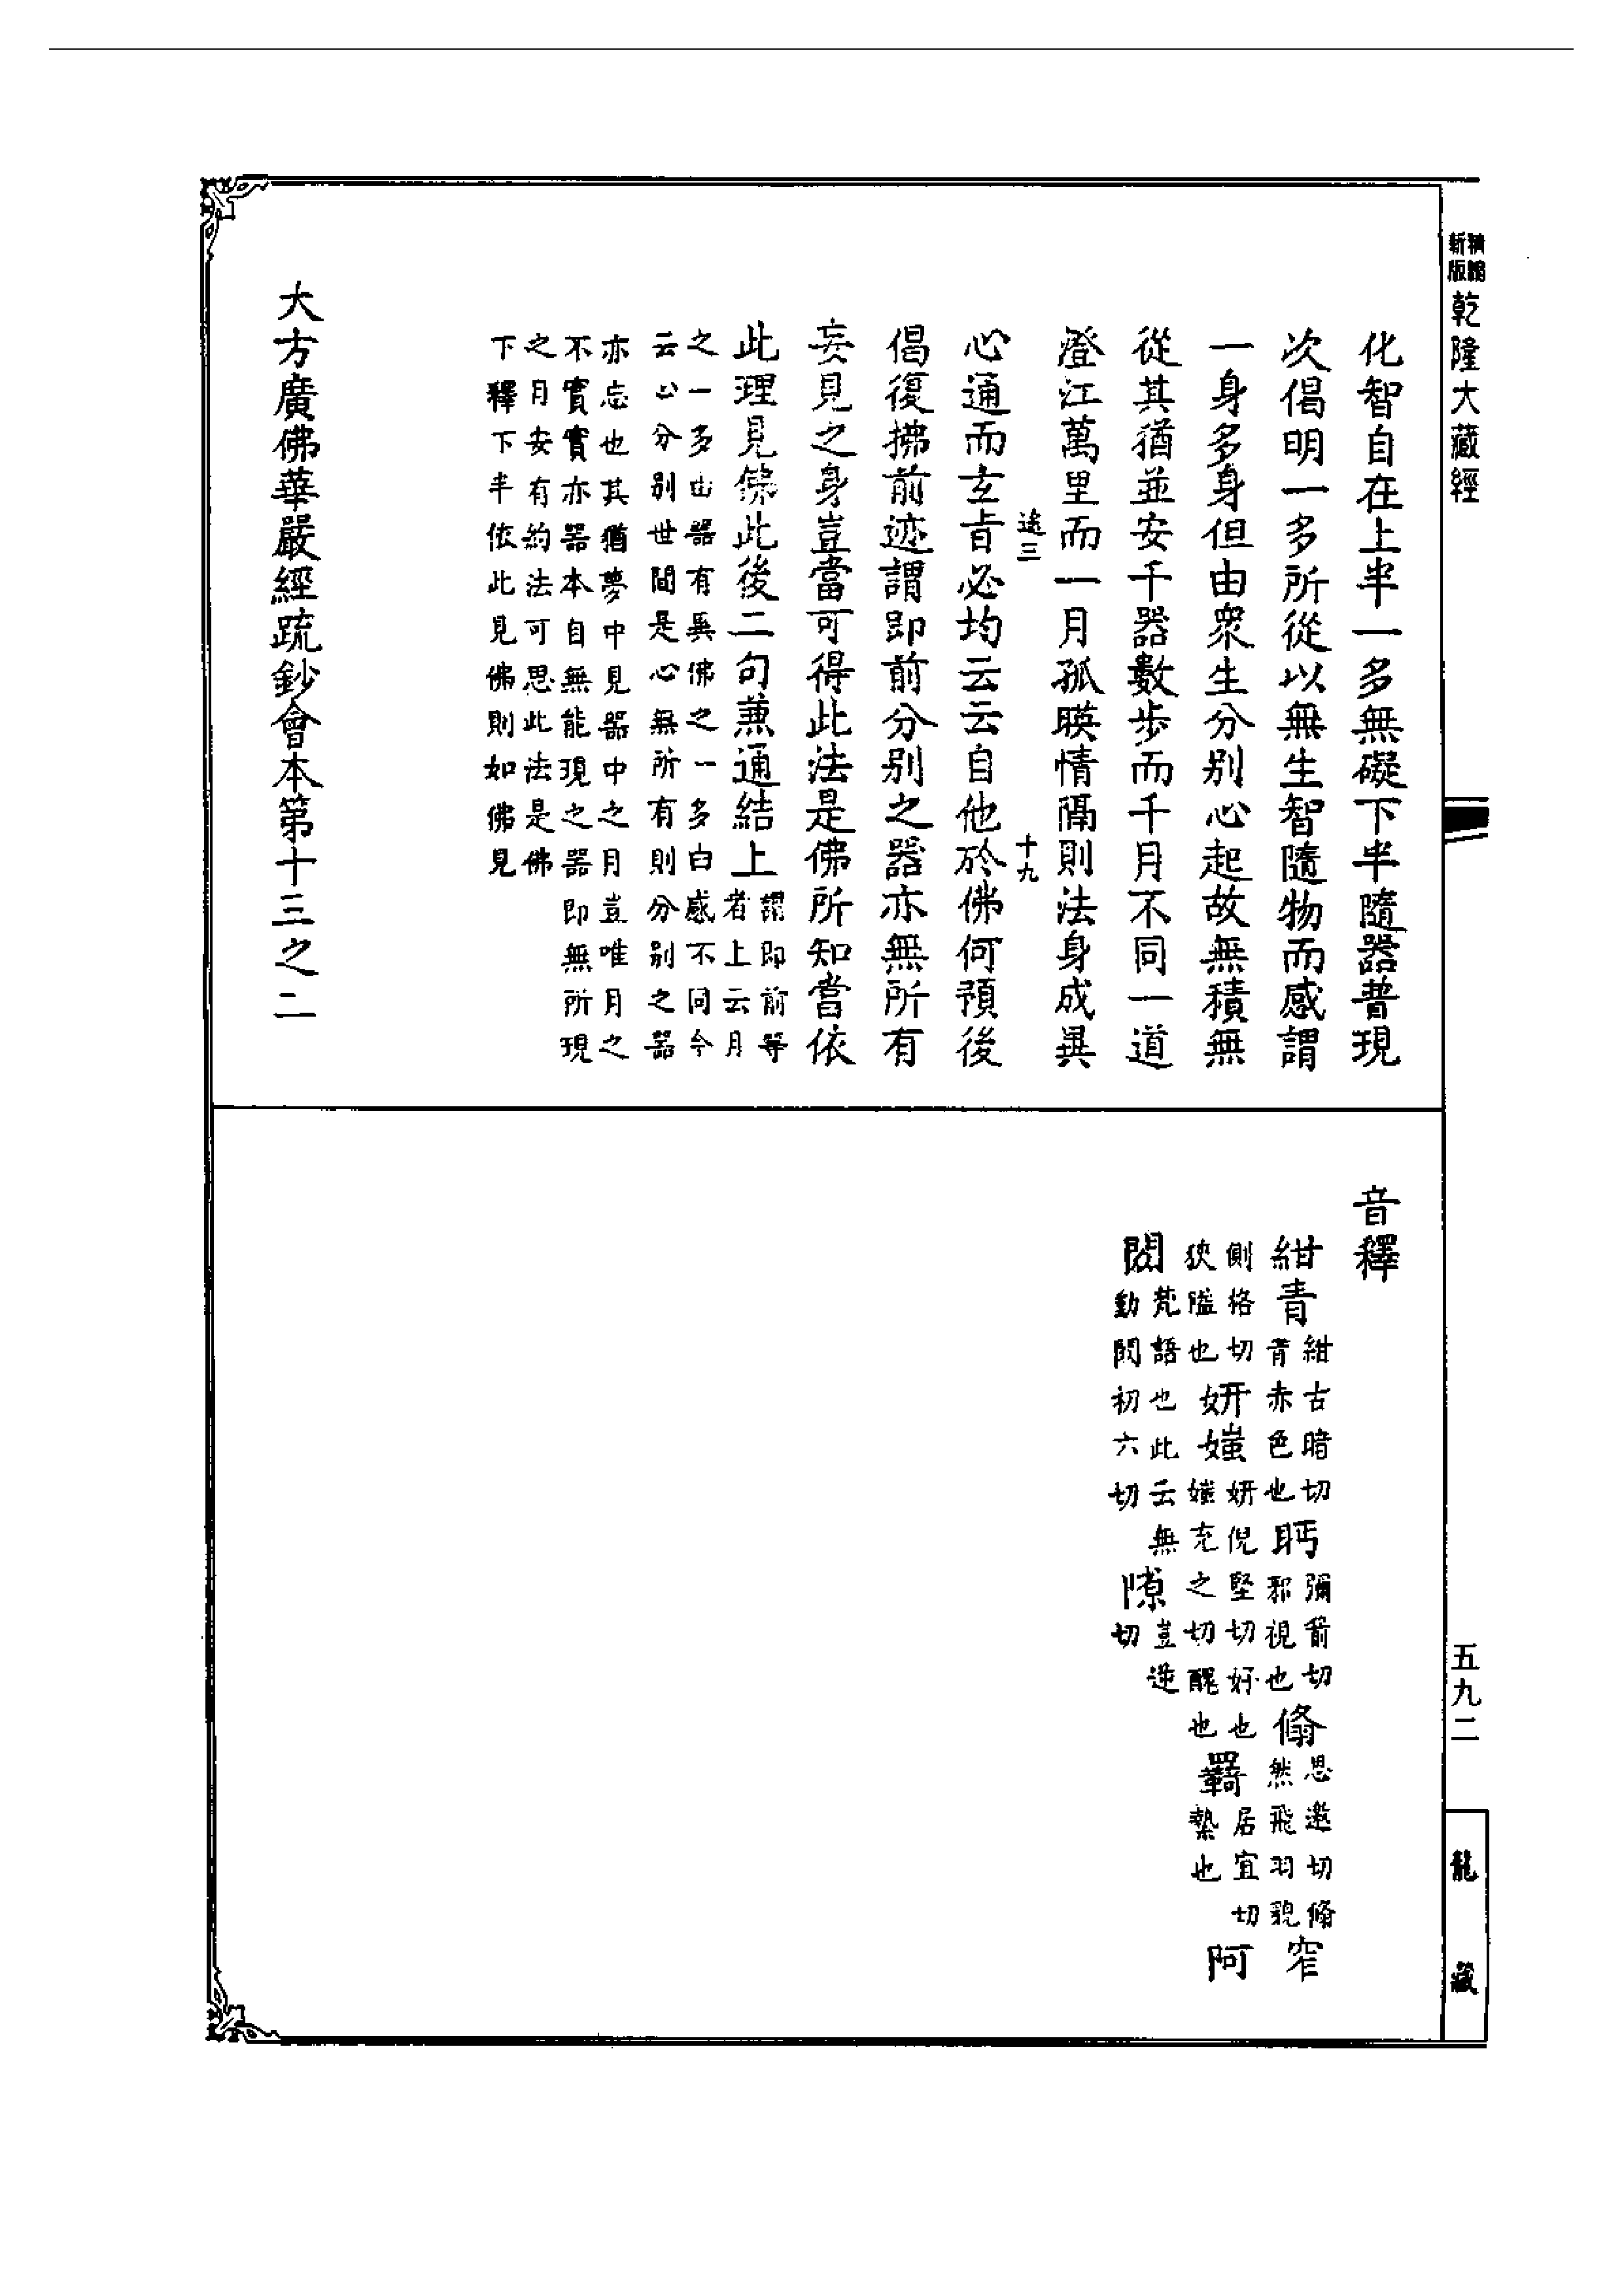 精縮新版
乾隆大藏經
化智自在上半一多無礙下半隨器普現
次偈明一多所從以無生智隨物而感謂
一身多身但由衆生分別心起故無積無
從其猶並安千器數步而千月不同一道
澄江萬里而一月孤暎情隔則法身成異
途三
十九
心通而玄旨必均云云自他於佛何預後
偈復拂前迹謂即前分別之器亦無所有
妄見之身豈當可得此法是佛所知當依
此理見佛此後二句兼通結上
謂即前等
者上云月
之一多由器有異佛之一多白感不同今
云心分別世間是心無所有則分別之器
亦忘也其猶夢中見器中之月豈唯月之
不實實亦器本自無能現之器即無所現
之月安有約法可思此法是佛
下釋下半依此見佛則如佛見
大方廣佛華嚴經疏鈔會本第十三之二
音釋
紺青
紺古暗切
青赤色也
眄
彌箭切
邪視也
翛
思邀切翛
然飛羽貌
窄
側格切
狹隘也
妍媸
妍倪堅切好也
媸充之切醜也
羇
居宜切
縶也
阿
閦
梵語也此云無
動閦初六切
隙
豈逆
切
五九二
龍藏